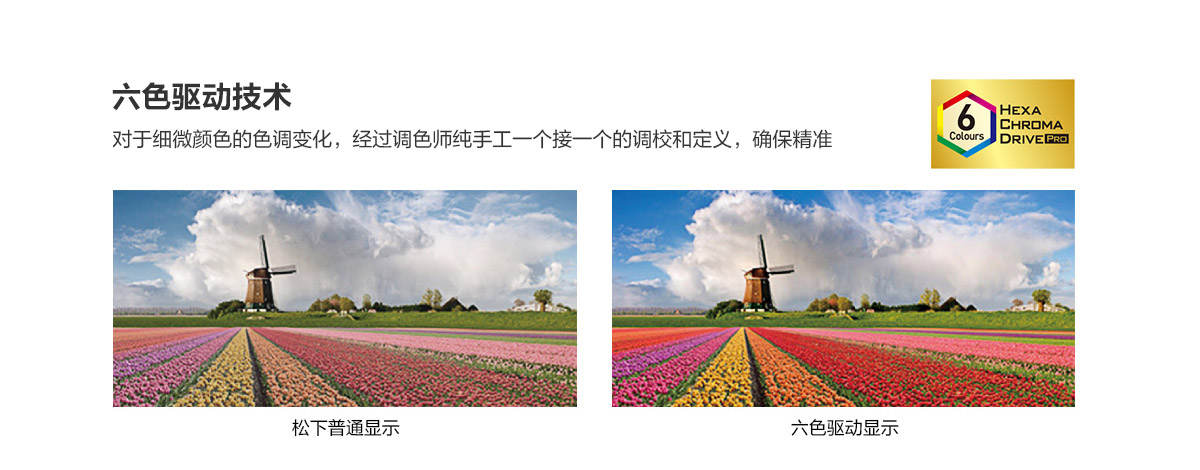 六色驱动技术
对于细微颜色的色调变化，经过调色师纯手工一个接一个的调校和定义，确保精准
6
Colours
HEXA
CHROMA
DRIVE PRO
松下普通显示
六色驱动显示